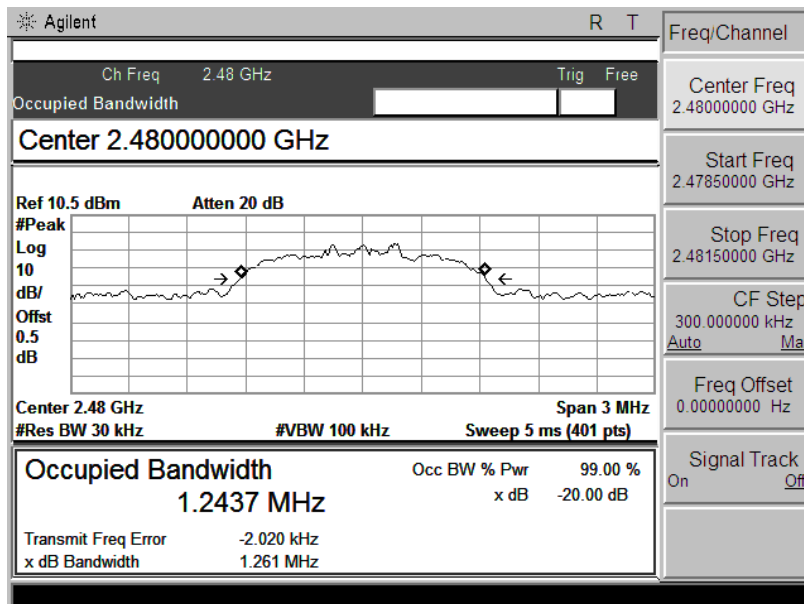 Agilent R T
Ch Freq 2.48 GHz Trig Free
Occupied Bandwidth
Center 2.480000000 GHz
Ref 10.5 dBm Atten 20 dB
#Peak
Log
10
dB/
Offst
0.5
dB
Center 2.48 GHz Span 3 MHz
#Res BW 30 kHz #VBW 100 kHz Sweep 5 ms (401 pts)
Occupied Bandwidth Occ BW % Pwr 99.00 %
1.2437 MHz x dB -20.00 dB
Transmit Freq Error -2.020 kHz
x dB Bandwidth 1.261 MHz
Freq/Channel
Center Freq
2.48000000 GHz
Start Freq
2.47850000 GHz
Stop Freq
2.48150000 GHz
CF Step
300.000000 kHz
Auto Ma
Freq Offset
0.00000000 Hz
Signal Track
On Off